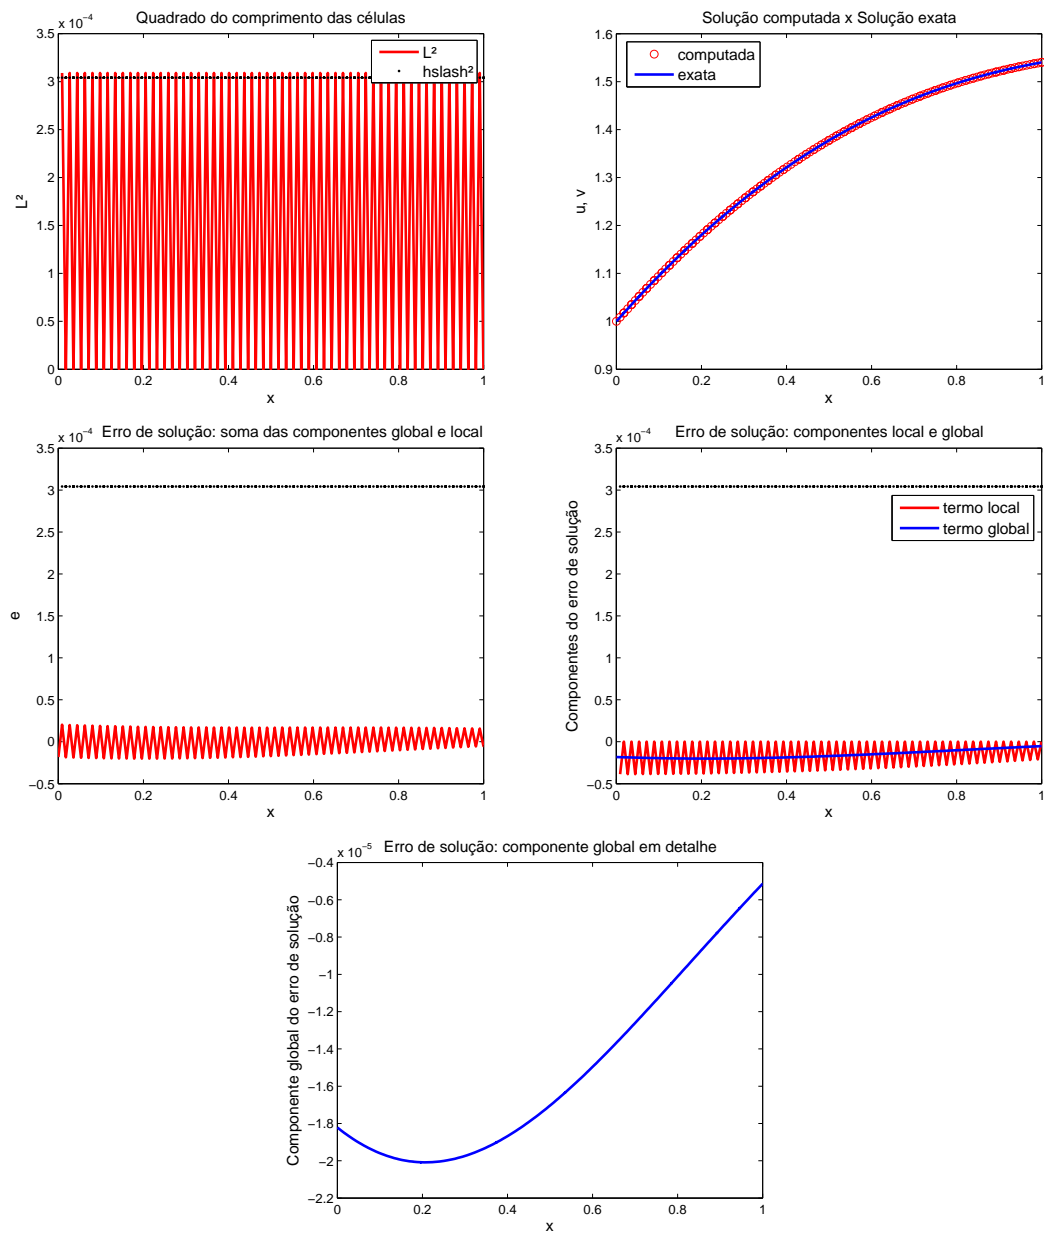 Quadrado do comprimento das células
x 10⁻⁴
3.5
3
2.5
2
1.5
1
0.5
0
L²
L²
hslash²
0 0.2 0.4 0.6 0.8 1
x
Solução computada x Solução exata
1.6
1.5
1.4
1.3
1.2
1.1
1
0.9
u, v
computada
exata
0 0.2 0.4 0.6 0.8 1
x
x 10⁻⁴ Erro de solução: soma das componentes global e local
3.5
3
2.5
2
1.5
1
0.5
0
−0.5
e
0 0.2 0.4 0.6 0.8 1
x
x 10⁻⁴ Erro de solução: componentes local e global
3.5
3
2.5
2
1.5
1
0.5
0
−0.5
Componentes do erro de solução
termo local
termo global
0 0.2 0.4 0.6 0.8 1
x
x 10⁻⁵ Erro de solução: componente global em detalhe
−0.4
−0.6
−0.8
−1
−1.2
−1.4
−1.6
−1.8
−2
−2.2
Componente global do erro de solução
0 0.2 0.4 0.6 0.8 1
x